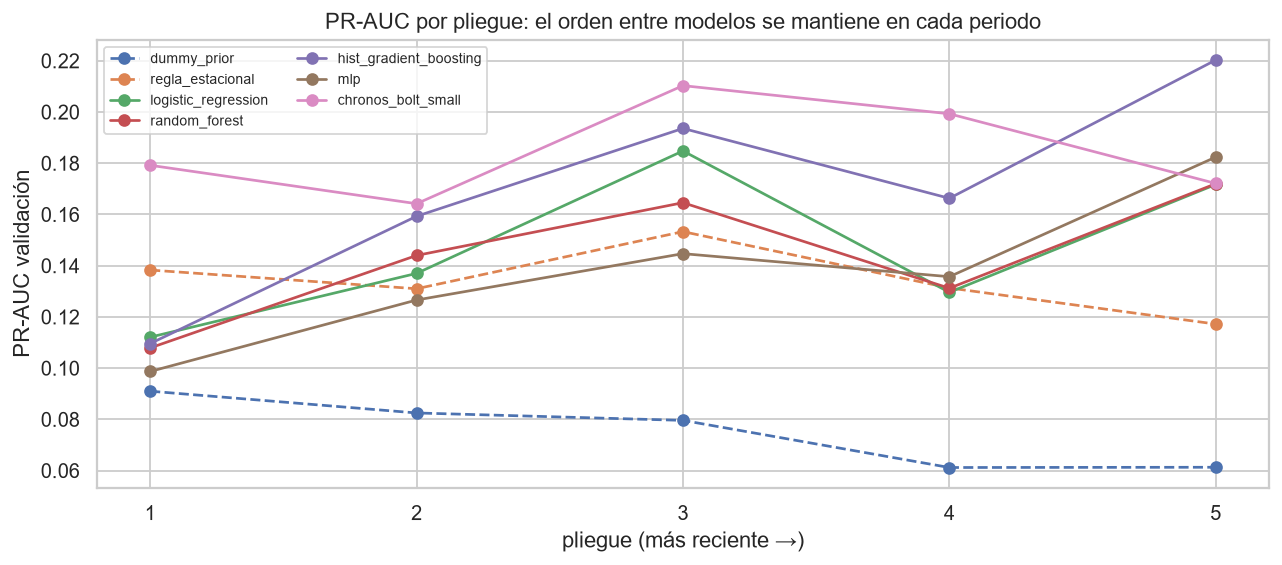 PR-AUC por pliegue: el orden entre modelos se mantiene en cada periodo
dummy_prior
regla_estacional
logistic_regression
random_forest
hist_gradient_boosting
mlp
chronos_bolt_small
PR-AUC validación
0.22
0.20
0.18
0.16
0.14
0.12
0.10
0.08
0.06
1 2 3 4 5
pliegue (más reciente →)